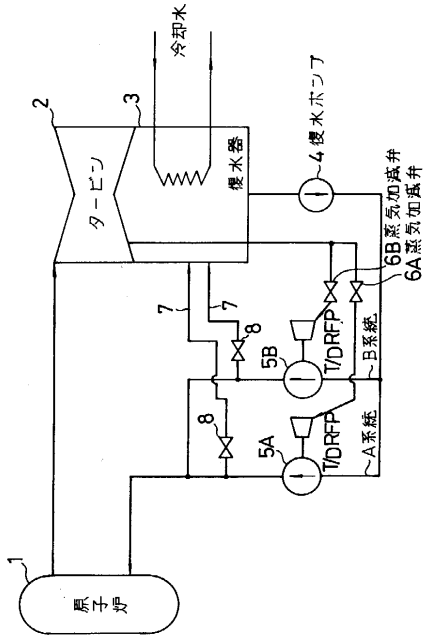 1
原子炉
2
タービン
3
復水器
冷却水
4 復水ポンプ
7
7
8
8
6B 蒸気加減弁
6A 蒸気加減弁
5B
T/DRFP
5A
T/DRFP
B系統
A系統